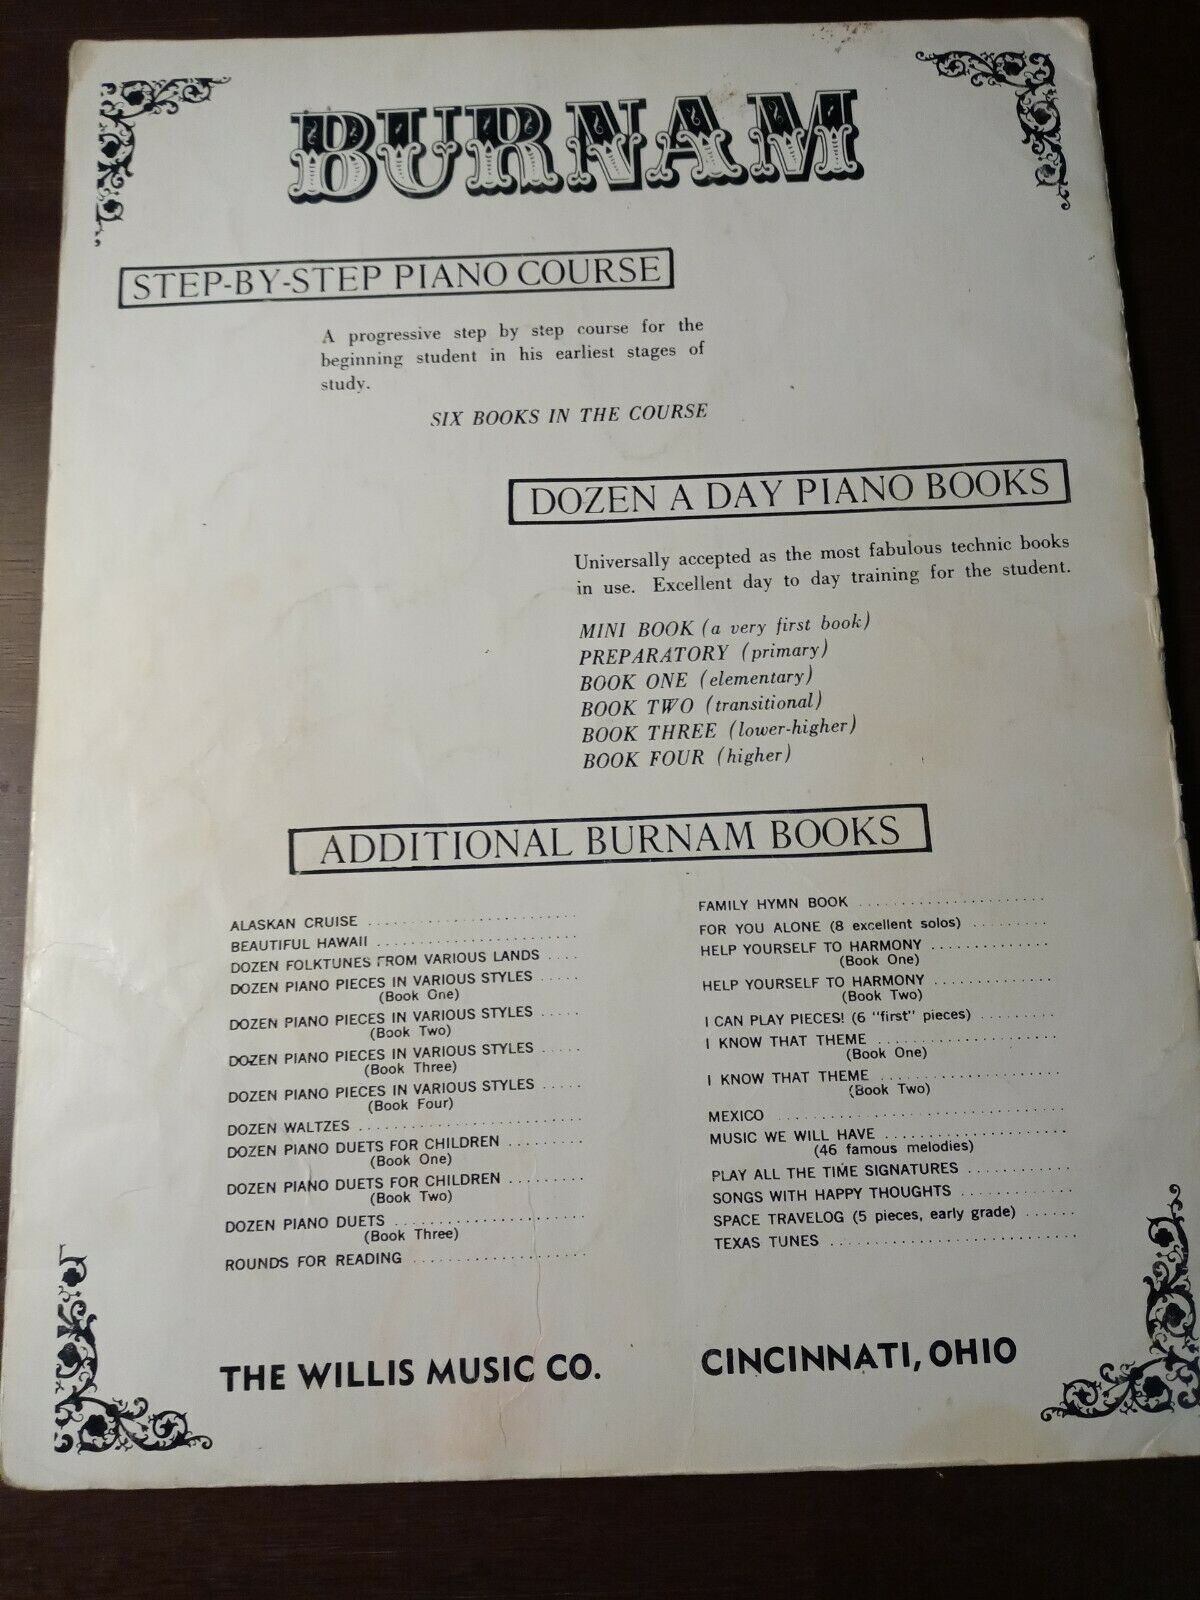 BURNAM
STEP-BY-STEP PIANO COURSE
A progressive step by step course for the
beginning student in his earliest stages of
study.
SIX BOOKS IN THE COURSE
DOZEN A DAY PIANO BOOKS
Universally accepted as the most fabulous technic books
in use. Excellent day to day training for the student.
MINI BOOK (a very first book)
PREPARATORY (primary)
BOOK ONE (elementary)
BOOK TWO (transitional)
BOOK THREE (lower-higher)
BOOK FOUR (higher)
ADDITIONAL BURNAM BOOKS
ALASKAN CRUISE
BEAUTIFUL HAWAII
DOZEN FOLKTUNES FROM VARIOUS LANDS
DOZEN PIANO PIECES IN VARIOUS STYLES
(Book One)
DOZEN PIANO PIECES IN VARIOUS STYLES
(Book Two)
DOZEN PIANO PIECES IN VARIOUS STYLES
(Book Three)
DOZEN PIANO PIECES IN VARIOUS STYLES
(Book Four)
DOZEN WALTZES
DOZEN PIANO DUETS FOR CHILDREN
(Book One)
DOZEN PIANO DUETS FOR CHILDREN
(Book Two)
DOZEN PIANO DUETS
(Book Three)
ROUNDS FOR READING
FAMILY HYMN BOOK
FOR YOU ALONE (8 excellent solos)
HELP YOURSELF TO HARMONY
(Book One)
HELP YOURSELF TO HARMONY
(Book Two)
I CAN PLAY PIECES! (6 "first" pieces)
I KNOW THAT THEME
(Book One)
I KNOW THAT THEME
(Book Two)
MEXICO
MUSIC WE WILL HAVE
(46 famous melodies)
PLAY ALL THE TIME SIGNATURES
SONGS WITH HAPPY THOUGHTS
SPACE TRAVELOG (5 pieces, early grade)
TEXAS TUNES
THE WILLIS MUSIC CO.
CINCINNATI, OHIO